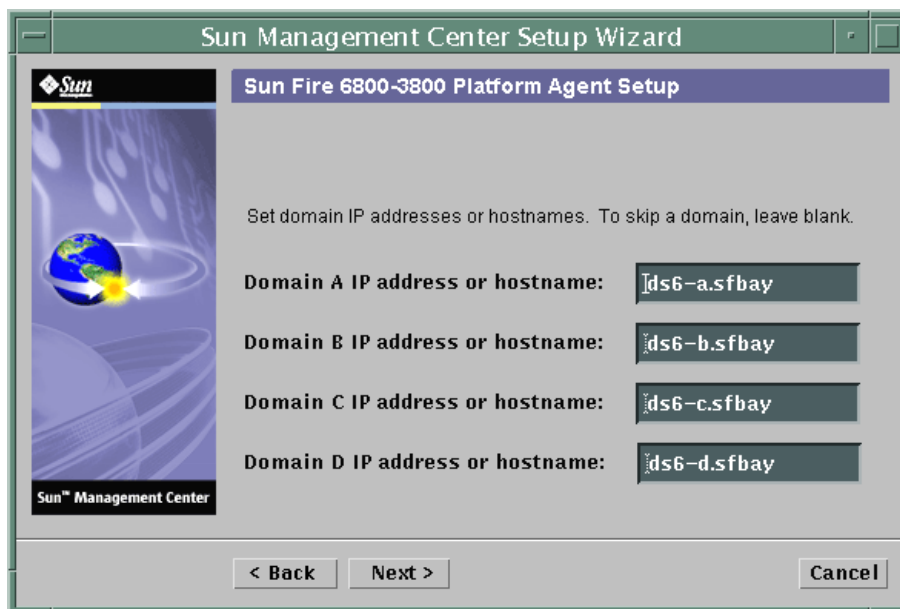 Sun Management Center Setup Wizard
Sun
Sun Fire 6800-3800 Platform Agent Setup
Set domain IP addresses or hostnames. To skip a domain, leave blank.
Domain A IP address or hostname: ds6-a.sfbay
Domain B IP address or hostname: ds6-b.sfbay
Domain C IP address or hostname: ds6-c.sfbay
Domain D IP address or hostname: ds6-d.sfbay
Sun™ Management Center
< Back Next > Cancel